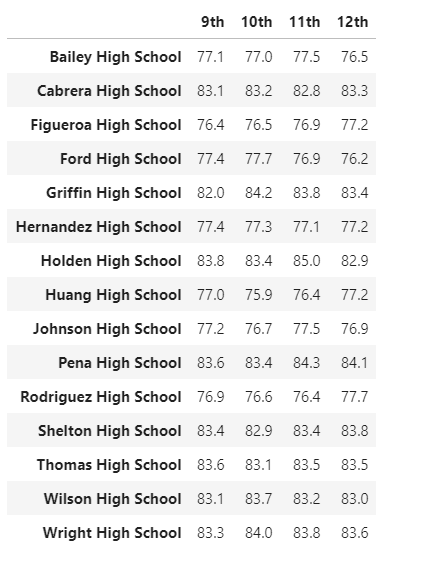 9th 10th 11th 12th
Bailey High School 77.1 77.0 77.5 76.5
Cabrera High School 83.1 83.2 82.8 83.3
Figueroa High School 76.4 76.5 76.9 77.2
Ford High School 77.4 77.7 76.9 76.2
Griffin High School 82.0 84.2 83.8 83.4
Hernandez High School 77.4 77.3 77.1 77.2
Holden High School 83.8 83.4 85.0 82.9
Huang High School 77.0 75.9 76.4 77.2
Johnson High School 77.2 76.7 77.5 76.9
Pena High School 83.6 83.4 84.3 84.1
Rodriguez High School 76.9 76.6 76.4 77.7
Shelton High School 83.4 82.9 83.4 83.8
Thomas High School 83.6 83.1 83.5 83.5
Wilson High School 83.1 83.7 83.2 83.0
Wright High School 83.3 84.0 83.8 83.6